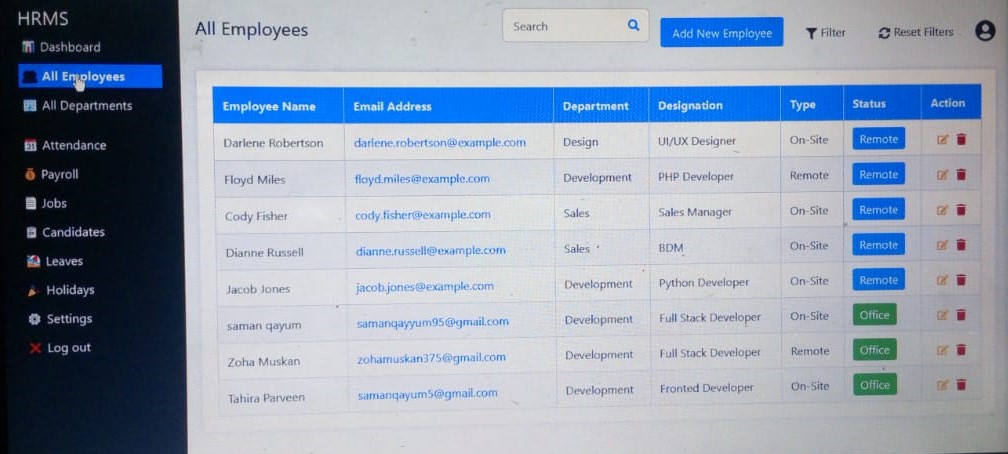 HRMS
Dashboard
All Employees
All Departments
Attendance
Payroll
Jobs
Candidates
Leaves
Holidays
Settings
Log out
All Employees
Search
Add New Employee
Filter
Reset Filters
Employee Name Email Address Department Designation Type Status Action
Darlene Robertson darlene.robertson@example.com Design UI/UX Designer On-Site Remote
Floyd Miles floyd.miles@example.com Development PHP Developer Remote Remote
Cody Fisher cody.fisher@example.com Sales Sales Manager On-Site Remote
Dianne Russell dianne.russell@example.com Sales BDM On-Site Remote
Jacob Jones jacob.jones@example.com Development Python Developer On-Site Remote
saman qayum samanqayyum95@gmail.com Development Full Stack Developer On-Site Office
Zoha Muskan zohamuskan375@gmail.com Development Full Stack Developer Remote Office
Tahira Parveen samanqayum5@gmail.com Development Fronted Developer On-Site Office